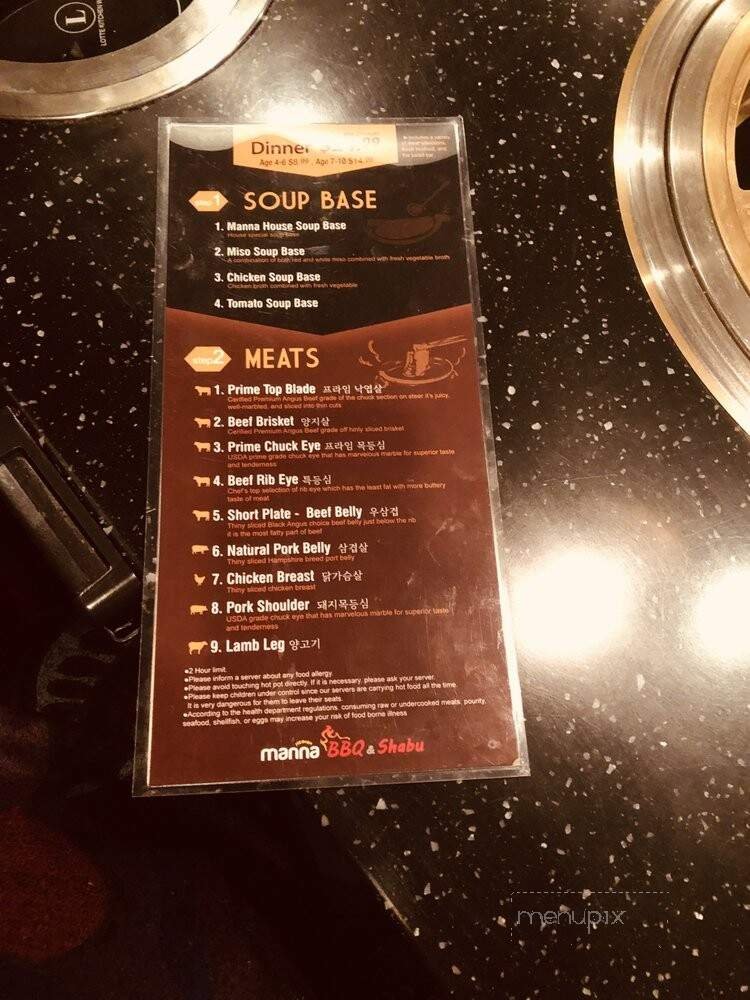 L
LOTTE KITCHEN
Dinner
Age 4-6 $8.99, Age 7-10 $14.99
step1 SOUP BASE
1. Manna House Soup Base
House special soup base
2. Miso Soup Base
A combination of both red and white miso combined with fresh vegetable broth
3. Chicken Soup Base
Chicken broth combined with fresh vegetable
4. Tomato Soup Base
step2 MEATS
1. Prime Top Blade 프라임 낙엽살
Cerified Premium Angus Beef grade of the chuck section on steer it's juicy,
well-marbled, and sliced into thin cuts
2. Beef Brisket 양지살
Cerified Premium Angus Beef grade off hinly sliced brisket
3. Prime Chuck Eye 프라임 목등심
USDA prime grade chuck eye that has marvelous marble for superior taste
and tenderness
4. Beef Rib Eye 특등심
Chef's top selection of rib eye which has the least fat with more buttery
taste of meat
5. Short Plate - Beef Belly 우삼겹
Thiny sliced Black Angus choice beef belly just below the rib
it is the most fatty part of beef
6. Natural Pork Belly 삼겹살
Thiny sliced Hampshire breed port belly
7. Chicken Breast 닭가슴살
Thiny sliced chicken breast
8. Pork Shoulder 돼지목등심
USDA grade chuck eye that has marvelous marble for superior taste
and tenderness
9. Lamb Leg 양고기
●2 Hour limit.
●Please inform a server about any food allergy.
●Please avoid touching hot pot directly. If it is necessary, please ask your server.
●Please keep children under control since our servers are carrying hot food all the time.
It is very dangerous for them to leave their seats.
●According to the health department regulations, consuming raw or undercooked meats, pourity,
seafood, shellfish, or eggs may increase your risk of food borne illness
manna BBQ & Shabu
menupix